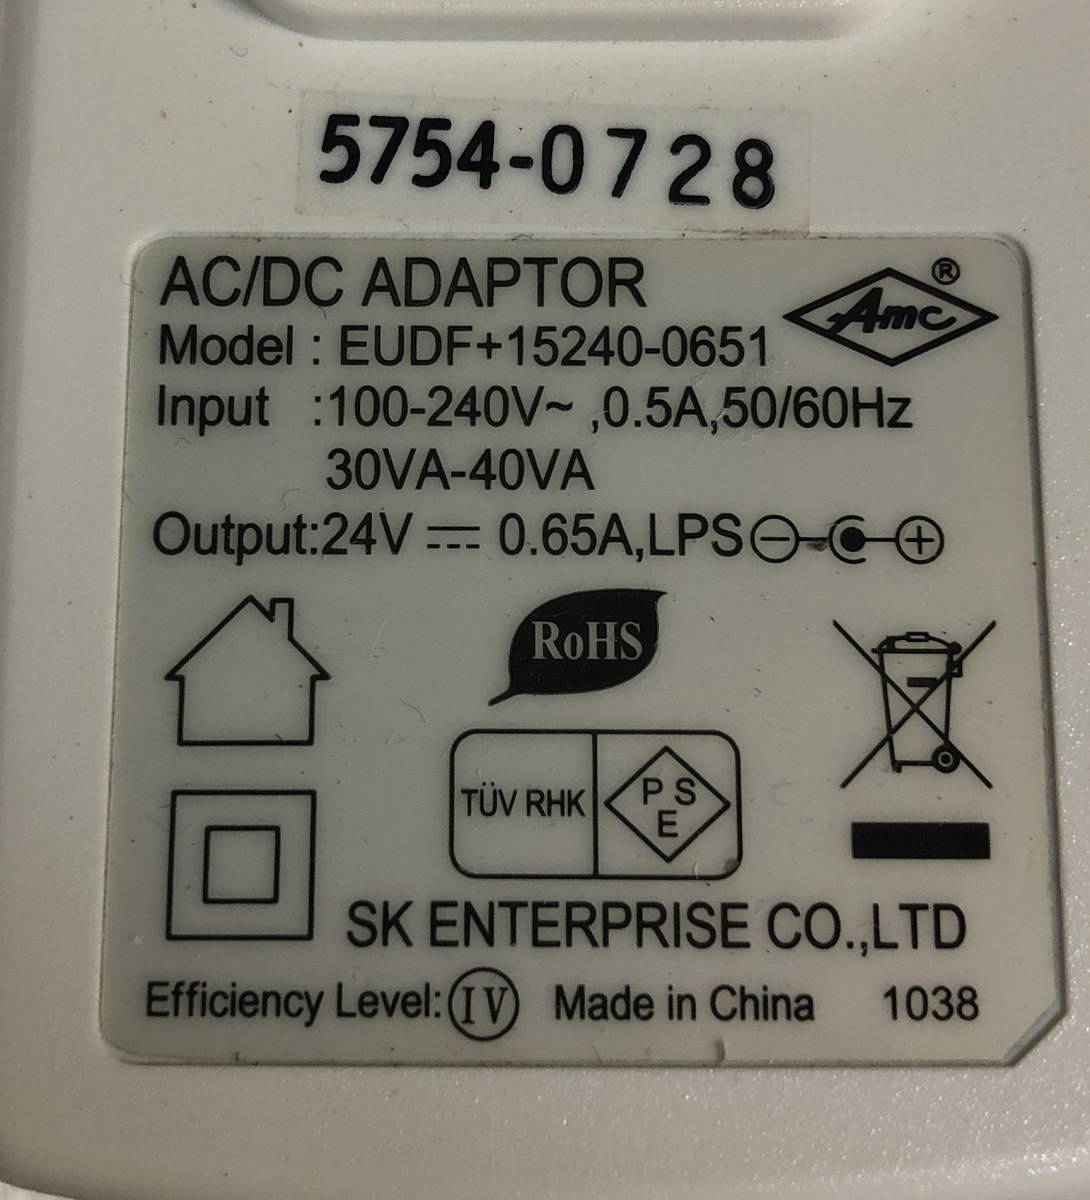 5754-0728
AC/DC ADAPTOR
Amc®
Model : EUDF+15240-0651
Input :100-240V~ ,0.5A,50/60Hz
30VA-40VA
Output:24V ⎓ 0.65A,LPS
RoHS
TÜV RHK
P S
E
SK ENTERPRISE CO.,LTD
Efficiency Level: IV Made in China 1038